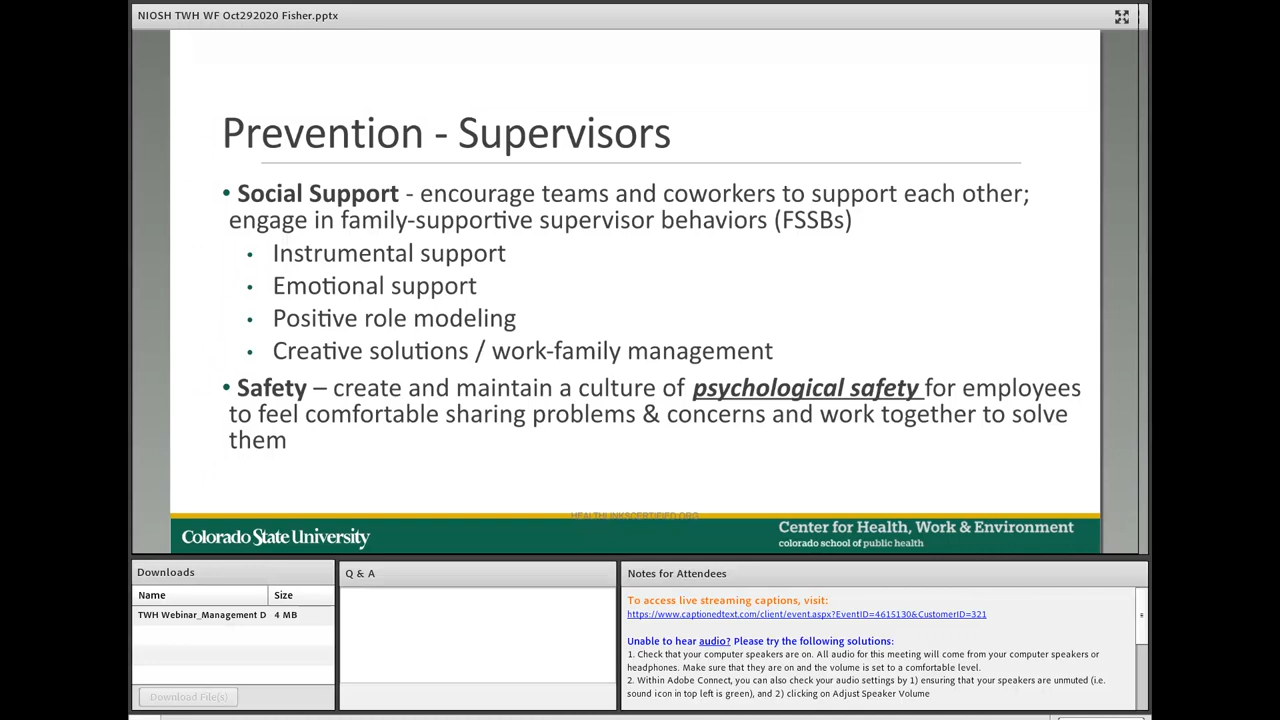 NIOSH TWH WF Oct292020 Fisher.pptx
Prevention - Supervisors
• Social Support - encourage teams and coworkers to support each other;
engage in family-supportive supervisor behaviors (FSSBs)
• Instrumental support
• Emotional support
• Positive role modeling
• Creative solutions / work-family management
• Safety – create and maintain a culture of psychological safety for employees
to feel comfortable sharing problems & concerns and work together to solve
them
HEALTHLINKSCERTIFIED.ORG
Colorado State University
Center for Health, Work & Environment
colorado school of public health
Downloads
Name Size
TWH Webinar_Management D 4 MB
Download File(s)
Q & A
Notes for Attendees
To access live streaming captions, visit:
https://www.captionedtext.com/client/event.aspx?EventID=4615130&CustomerID=321
Unable to hear audio? Please try the following solutions:
1. Check that your computer speakers are on. All audio for this meeting will come from your computer speakers or
headphones. Make sure that they are on and the volume is set to a comfortable level.
2. Within Adobe Connect, you can also check your audio settings by 1) ensuring that your speakers are unmuted (i.e.
sound icon in top left is green), and 2) clicking on Adjust Speaker Volume